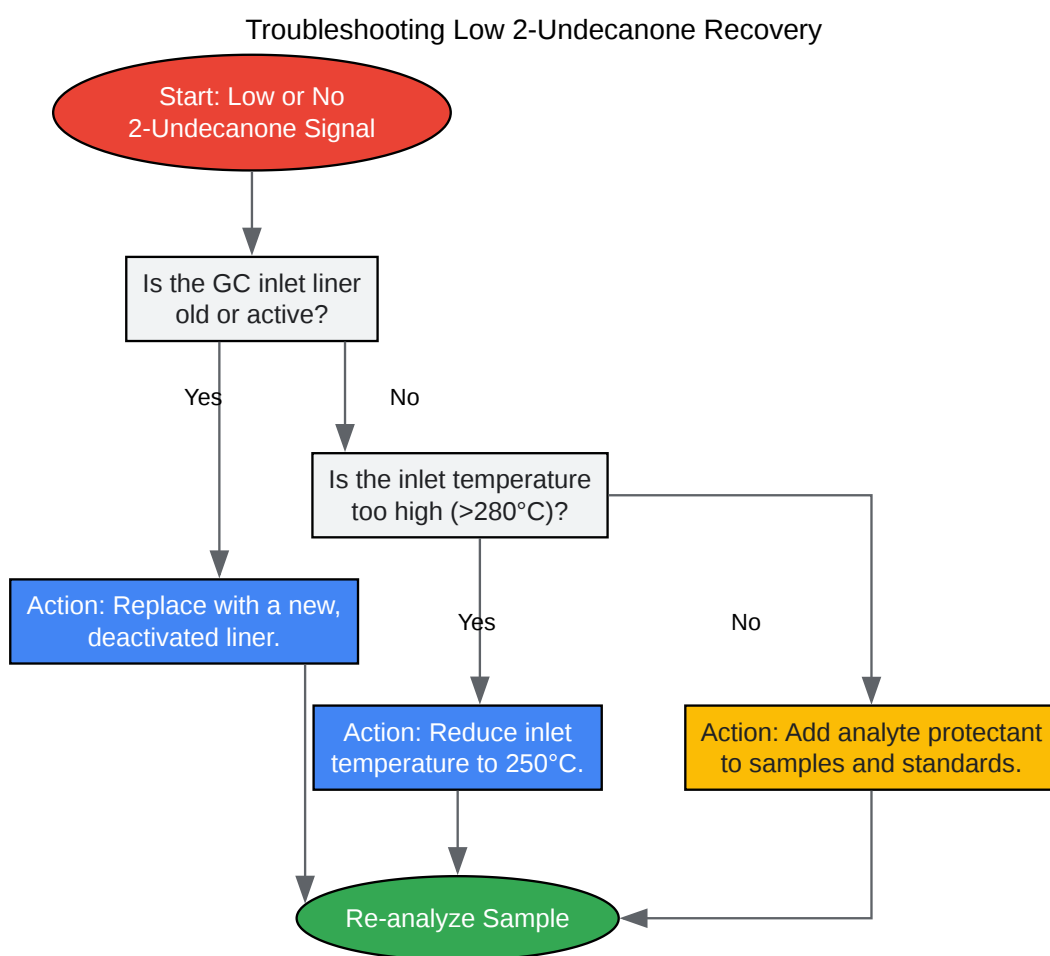 Troubleshooting Low 2-Undecanone Recovery
Start: Low or No
2-Undecanone Signal
Is the GC inlet liner
old or active?
Yes
No
Is the inlet temperature
too high (>280°C)?
Action: Replace with a new,
deactivated liner.
Yes
No
Action: Reduce inlet
temperature to 250°C.
Action: Add analyte protectant
to samples and standards.
Re-analyze Sample